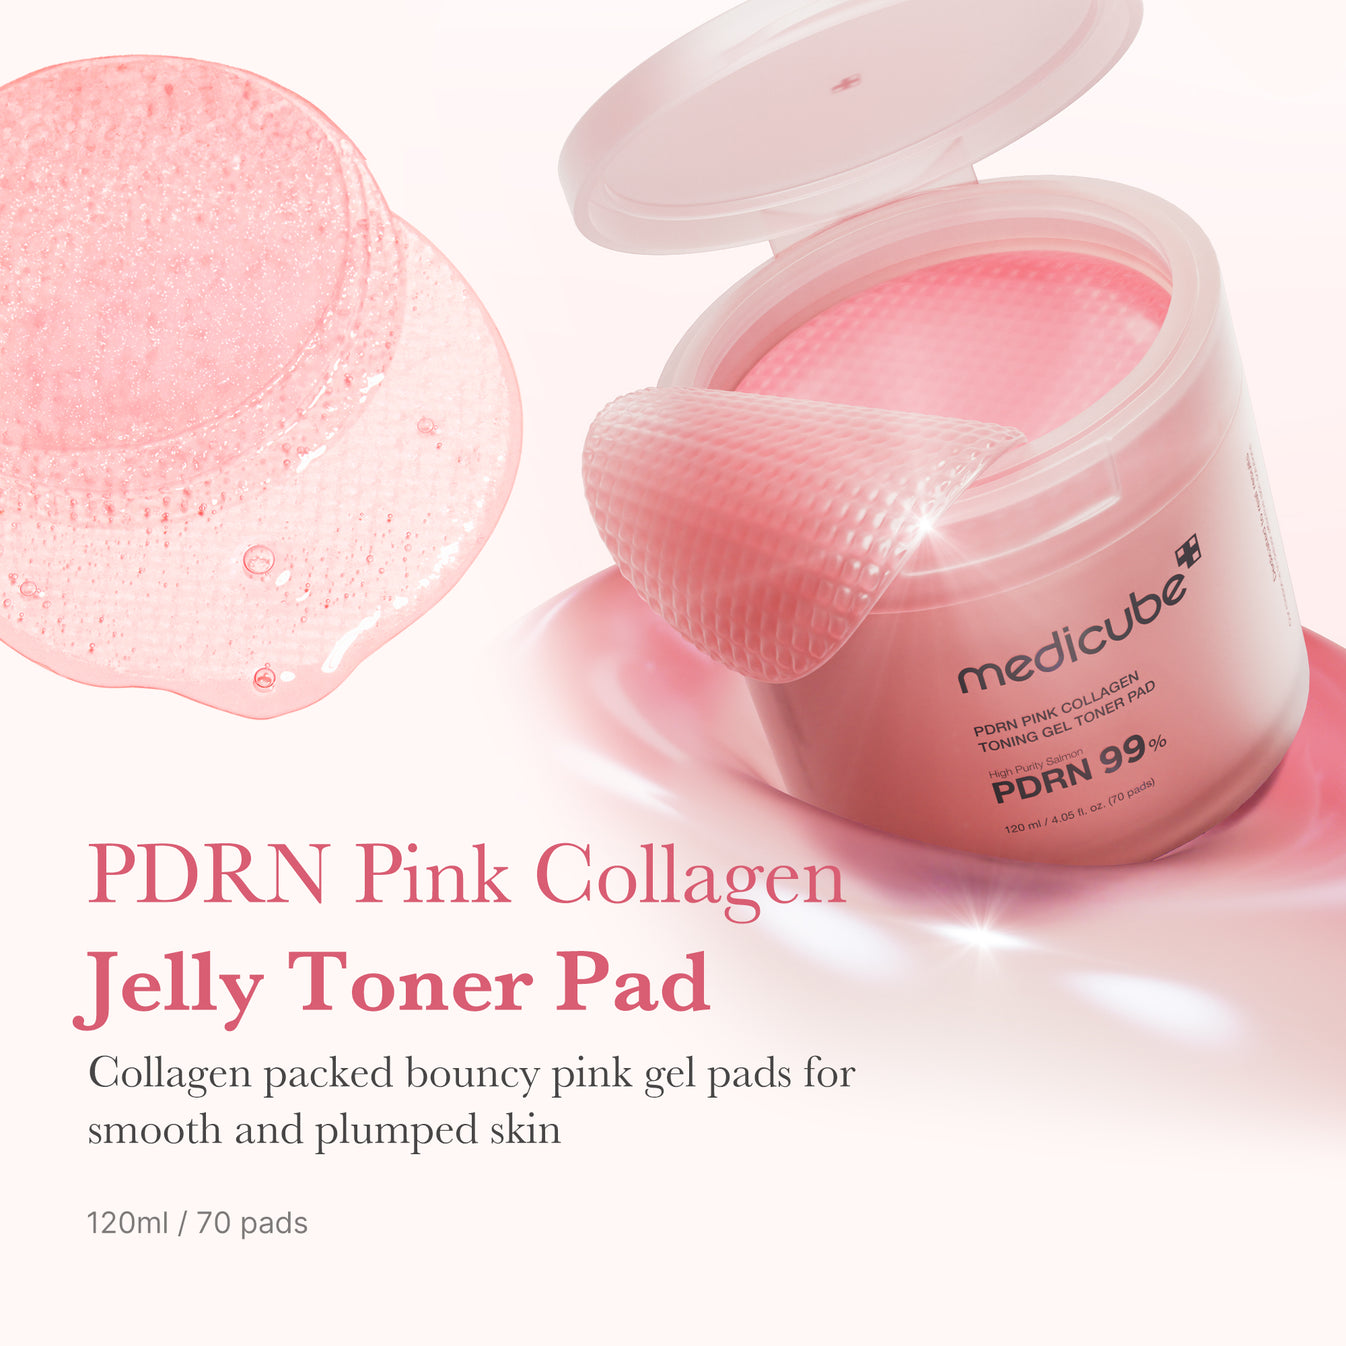 medicube
PDRN PINK COLLAGEN
TONING GEL TONER PAD
High Purity Salmon
PDRN 99%
120 ml / 4.05 fl. oz. (70 pads)
PDRN Pink Collagen
Jelly Toner Pad
Collagen packed bouncy pink gel pads for
smooth and plumped skin
120ml / 70 pads